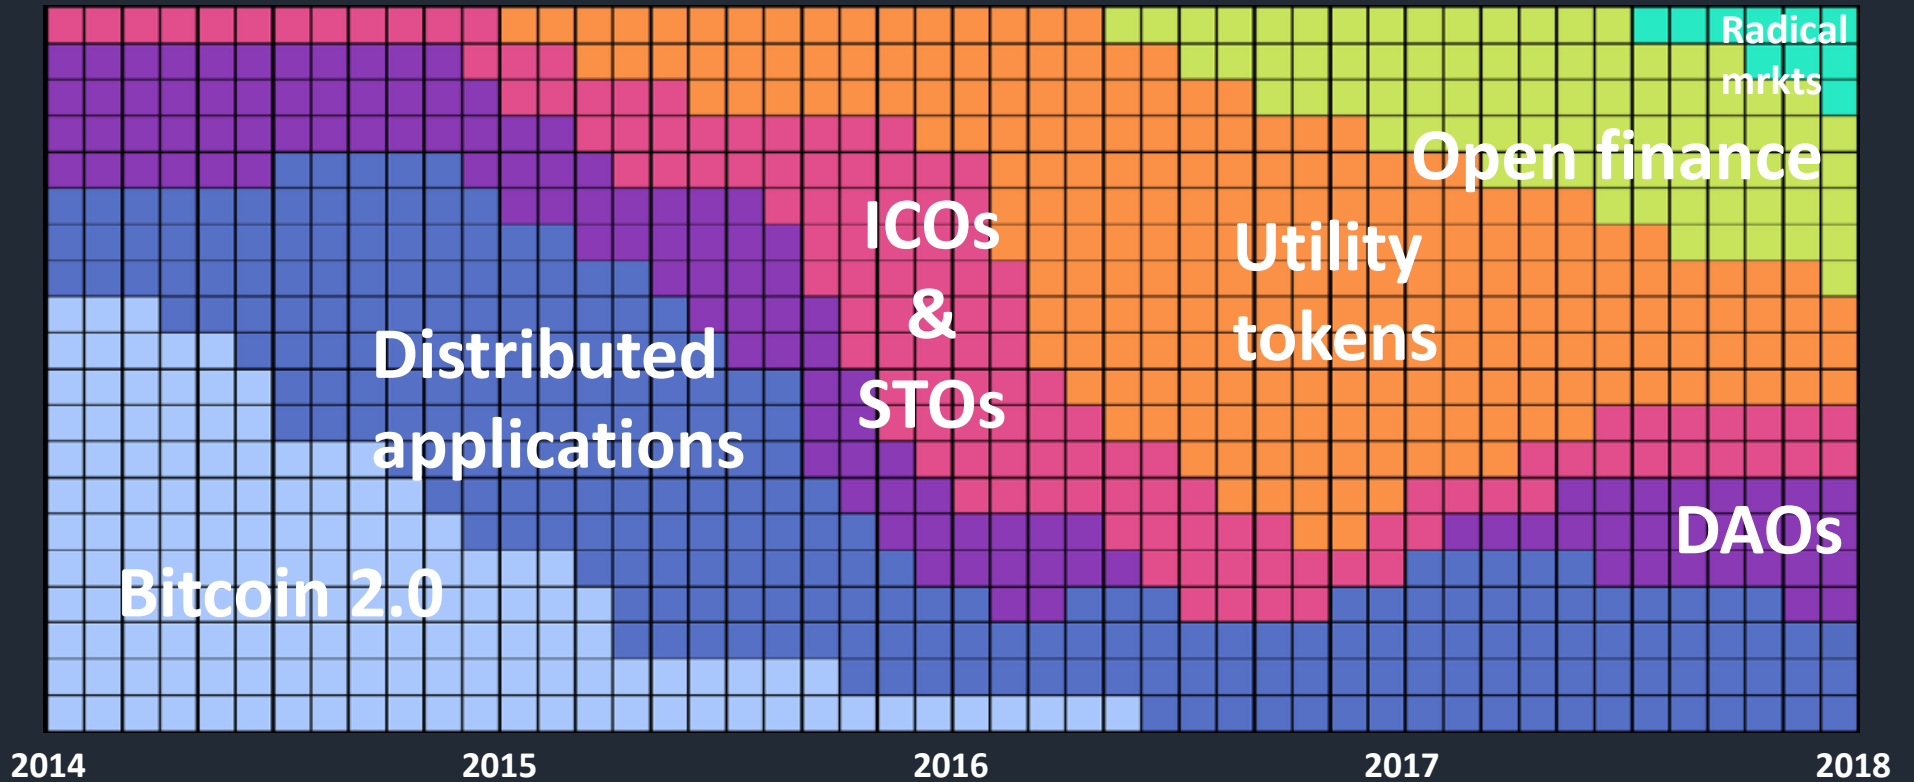 Radical
mrkts
Open finance
ICOs
&
STOs
Utility
tokens
Distributed
applications
DAOs
Bitcoin 2.0
2014
2015
2016
2017
2018